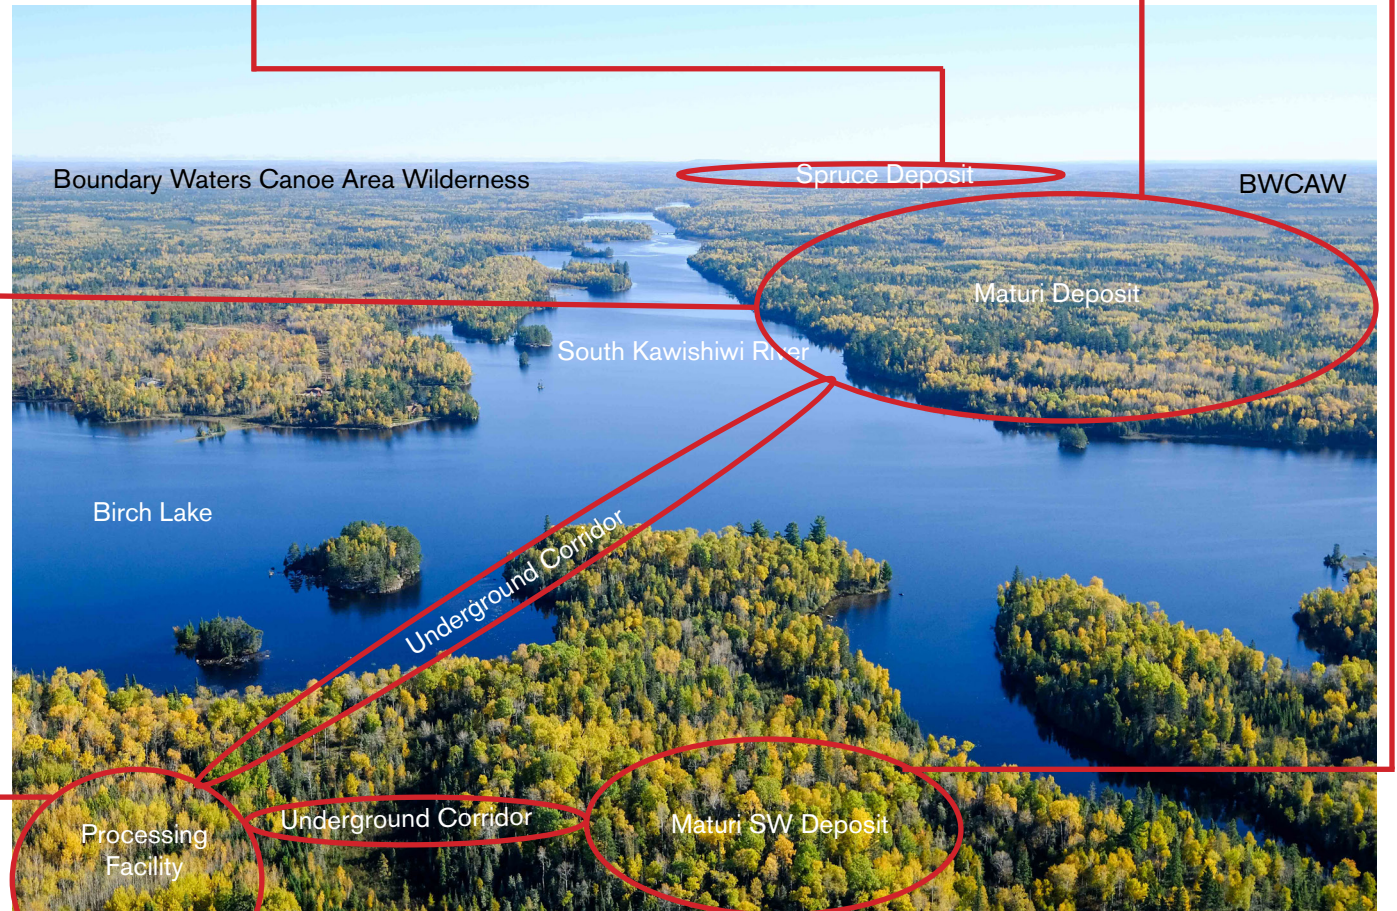 Boundary Waters Canoe Area Wilderness
Spruce Deposit
BWCAW
Maturi Deposit
South Kawishiwi River
Birch Lake
Underground Corridor
Underground Corridor
Maturi SW Deposit
Processing
Facility